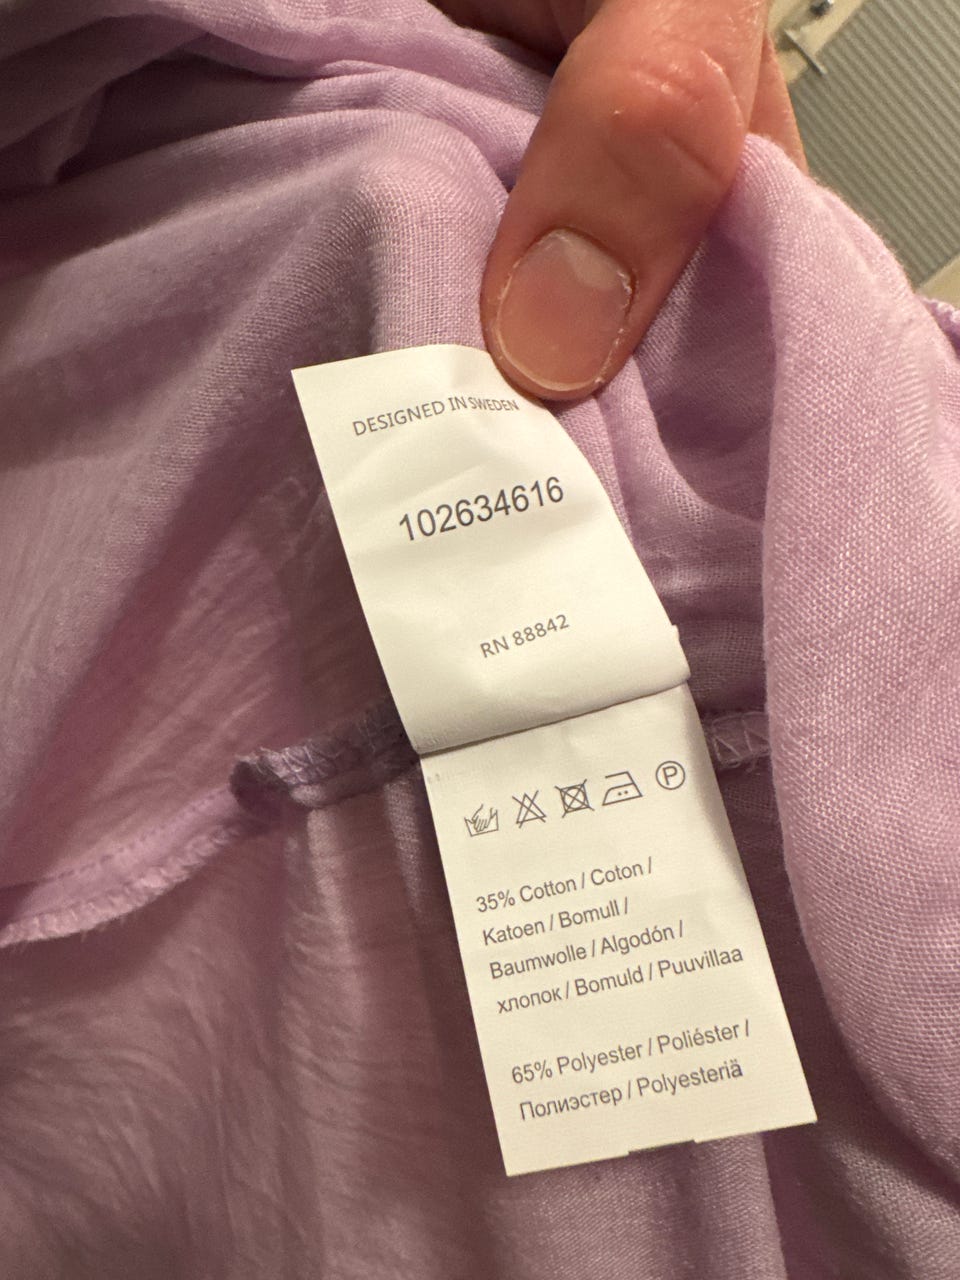 DESIGNED IN SWEDEN
102634616
RN 88842
P
35% Cotton / Coton /
Katoen / Bomull /
Baumwolle / Algodón /
хлопок / Bomuld / Puuvillaa
65% Polyester / Poliéster /
Полиэстер / Polyesteriä